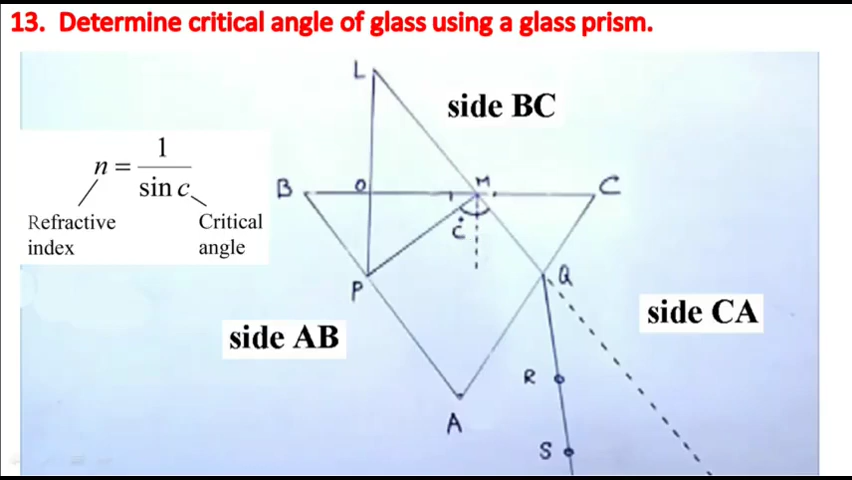 13. Determine critical angle of glass using a glass prism.
L
side BC
n = 1 / sin c
Refractive index
Critical angle
B
O
M
C
c
P
Q
side AB
side CA
R
A
S